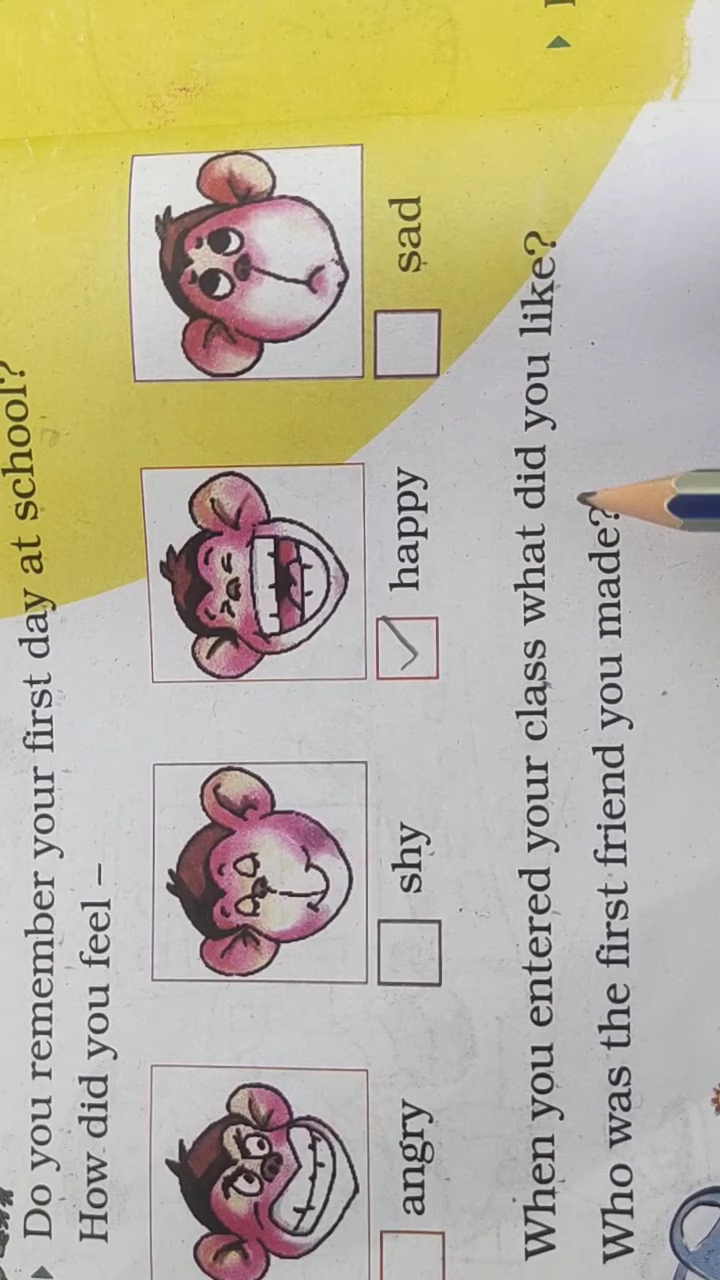 Do you remember your first day at school?
How did you feel –
angry shy happy sad
When you entered your class what did you like?
Who was the first friend you made?